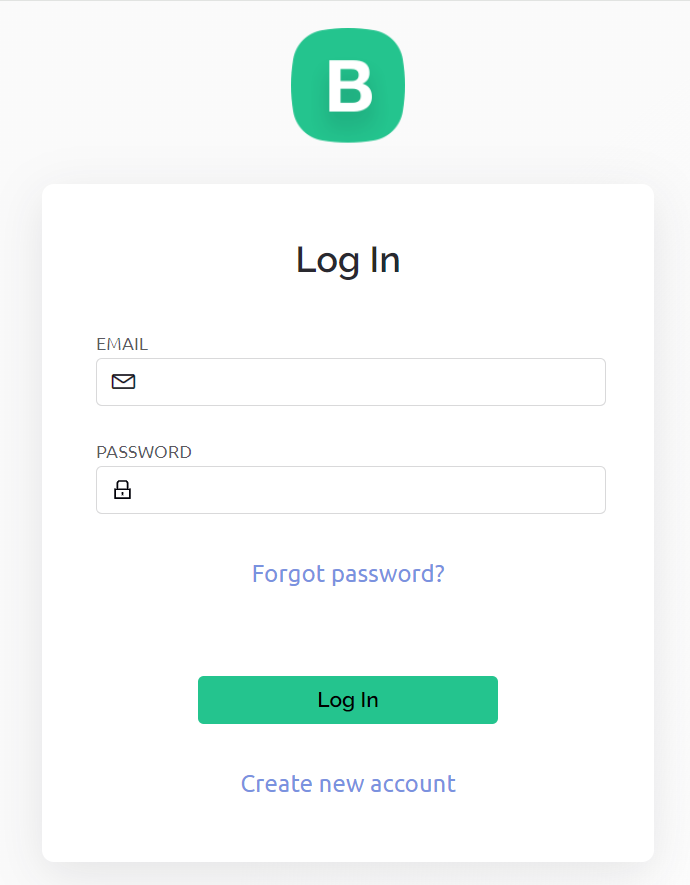 B
Log In
EMAIL
PASSWORD
Forgot password?
Log In
Create new account